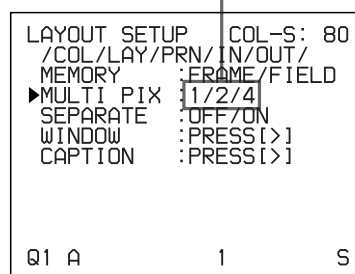 LAYOUT SETUP COL-S: 80
/COL/LAY/PRN/IN/OUT/
MEMORY :FRAME/FIELD
▶MULTI PIX :1/2/4
SEPARATE :OFF/ON
WINDOW :PRESS[>]
CAPTION :PRESS[>]
Q1 A 1 S